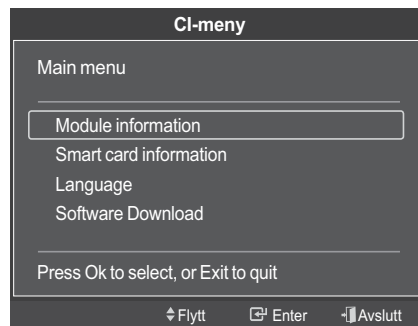 CI-meny
Main menu
Module information
Smart card information
Language
Software Download
Press Ok to select, or Exit to quit
Flytt Enter Avslutt